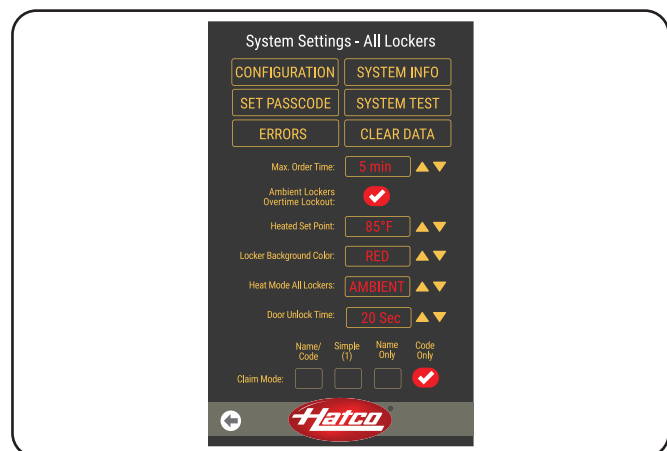 System Settings - All Lockers
CONFIGURATION SYSTEM INFO
SET PASSCODE SYSTEM TEST
ERRORS CLEAR DATA
Max. Order Time: 5 min
Ambient Lockers
Overtime Lockout:
Heated Set Point: 85°F
Locker Background Color: RED
Heat Mode All Lockers: AMBIENT
Door Unlock Time: 20 Sec
Name/ Simple Name Code
Code (1) Only Only
Claim Mode:
Hatco®